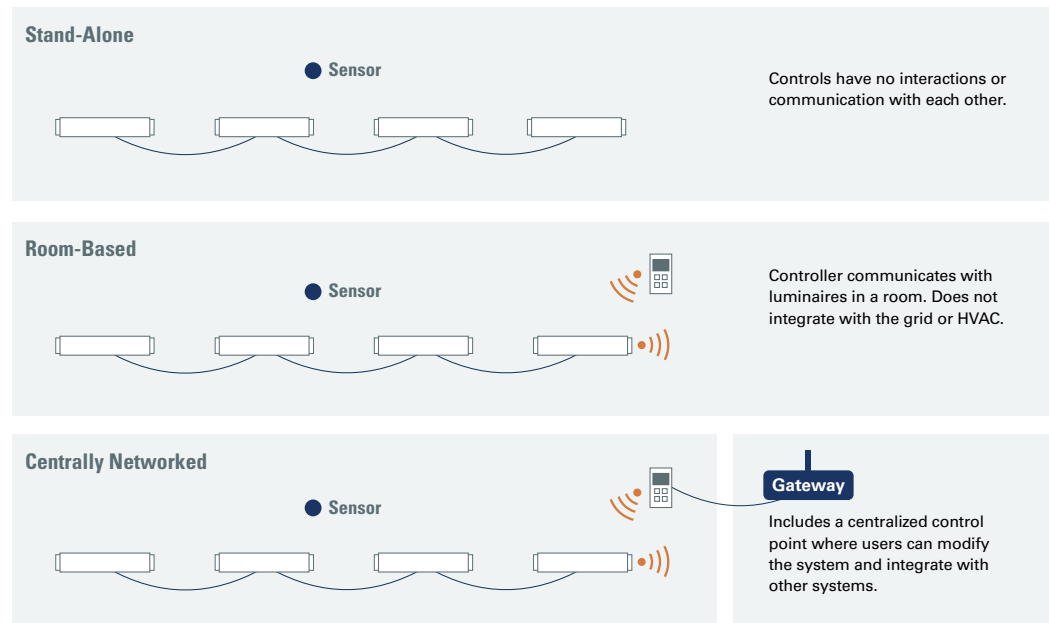 Stand-Alone
Sensor
Controls have no interactions or
communication with each other.
Room-Based
Sensor
Controller communicates with
luminaires in a room. Does not
integrate with the grid or HVAC.
Centrally Networked
Sensor
Gateway
Includes a centralized control
point where users can modify
the system and integrate with
other systems.